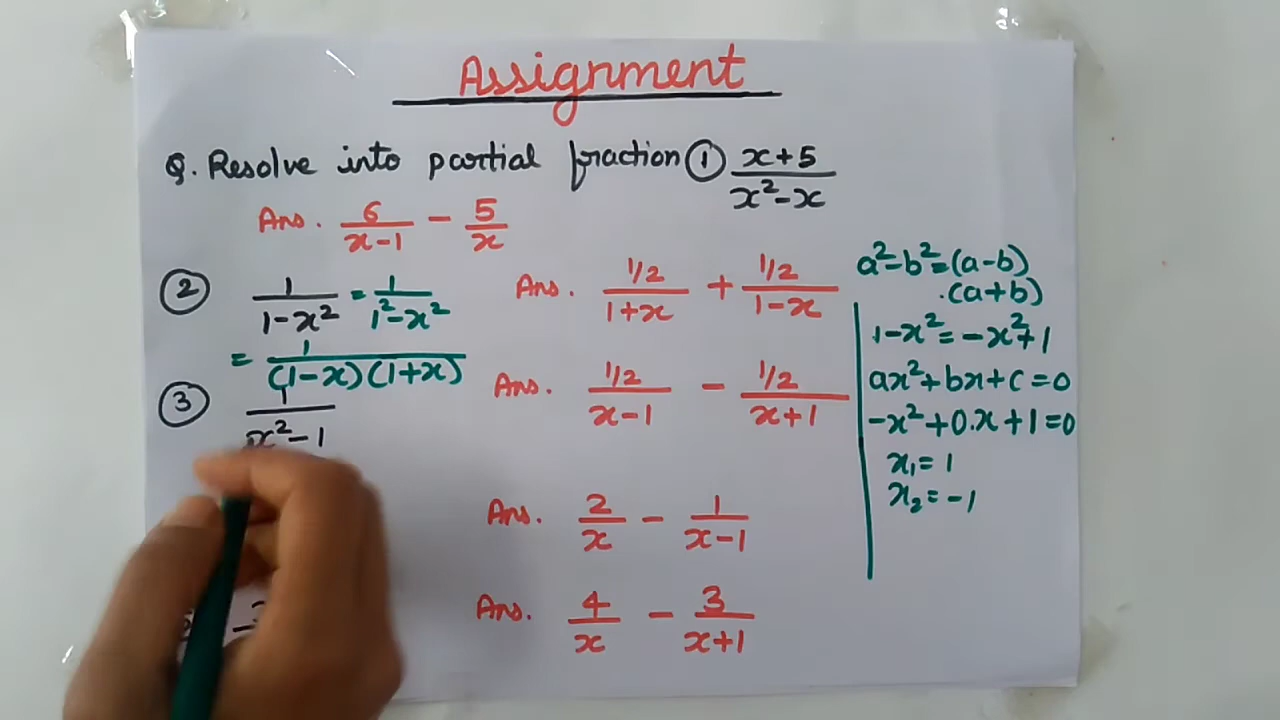 Assignment
Q. Resolve into partial fraction ① (x+5)/(x²-x)
Ans. 6/(x-1) - 5/x
② 1/(1-x²) = 1/(1²-x²)
= 1/((1-x)(1+x))
Ans. (1/2)/(1+x) + (1/2)/(1-x)
③ 1/(x²-1)
Ans. (1/2)/(x-1) - (1/2)/(x+1)
Ans. 2/x - 1/(x-1)
Ans. 4/x - 3/(x+1)
a²-b²=(a-b)
.(a+b)
1-x²=-x²+1
ax²+bx+c=0
-x²+0.x+1=0
x₁=1
x₂=-1